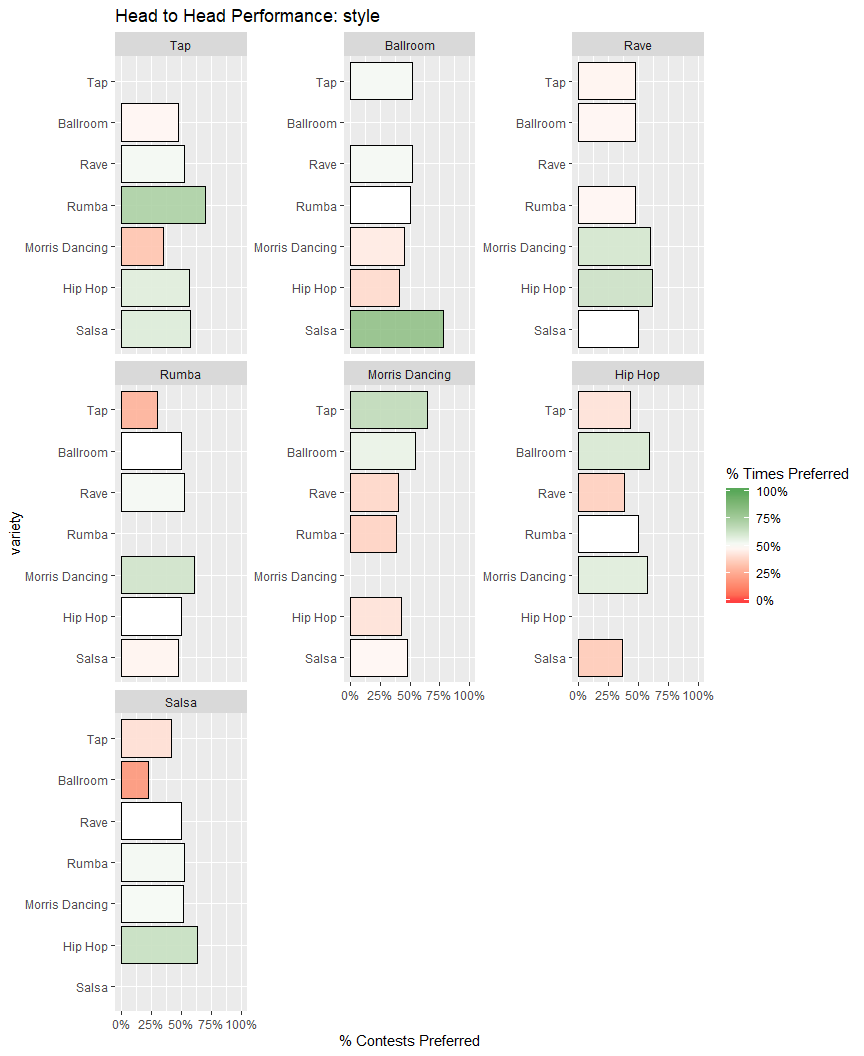 Head to Head Performance: style
Tap Ballroom Rave
Tap Tap Tap
Ballroom Ballroom Ballroom
Rave Rave Rave
Rumba Rumba Rumba
Morris Dancing Morris Dancing Morris Dancing
Hip Hop Hip Hop Hip Hop
Salsa Salsa Salsa
Rumba Morris Dancing Hip Hop
Tap Tap Tap
Ballroom Ballroom Ballroom
Rave Rave Rave
Rumba Rumba Rumba
Morris Dancing Morris Dancing Morris Dancing
Hip Hop Hip Hop Hip Hop
Salsa Salsa Salsa
0% 25% 50% 75% 100% 0% 25% 50% 75% 100%
Salsa
Tap
Ballroom
Rave
Rumba
Morris Dancing
Hip Hop
Salsa
0% 25% 50% 75% 100%
% Contests Preferred
variety
% Times Preferred
100%
75%
50%
25%
0%